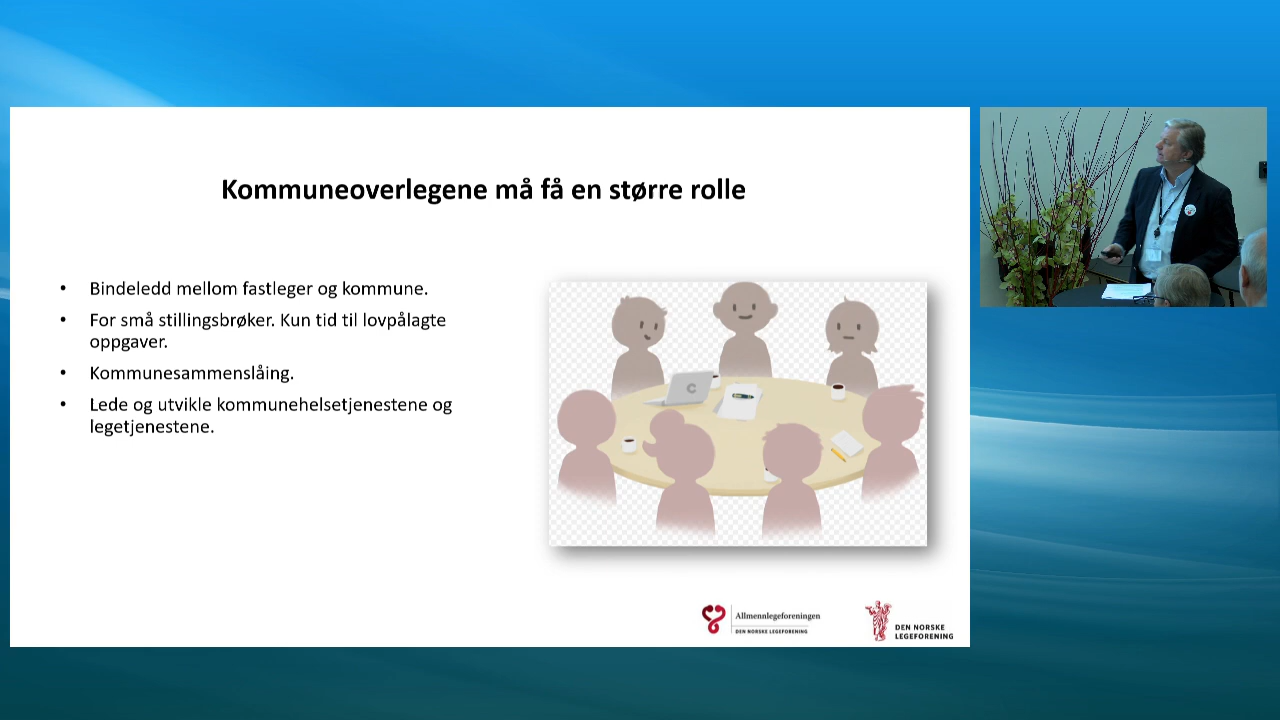 Kommuneoverlegene må få en større rolle
• Bindeledd mellom fastleger og kommune.
• For små stillingsbrøker. Kun tid til lovpålagte
oppgaver.
• Kommunesammenslåing.
• Lede og utvikle kommunehelsetjenestene og
legetjenestene.
C
Allmennlegeforeningen
DEN NORSKE LEGEFORENING
DEN NORSKE
LEGEFORENING